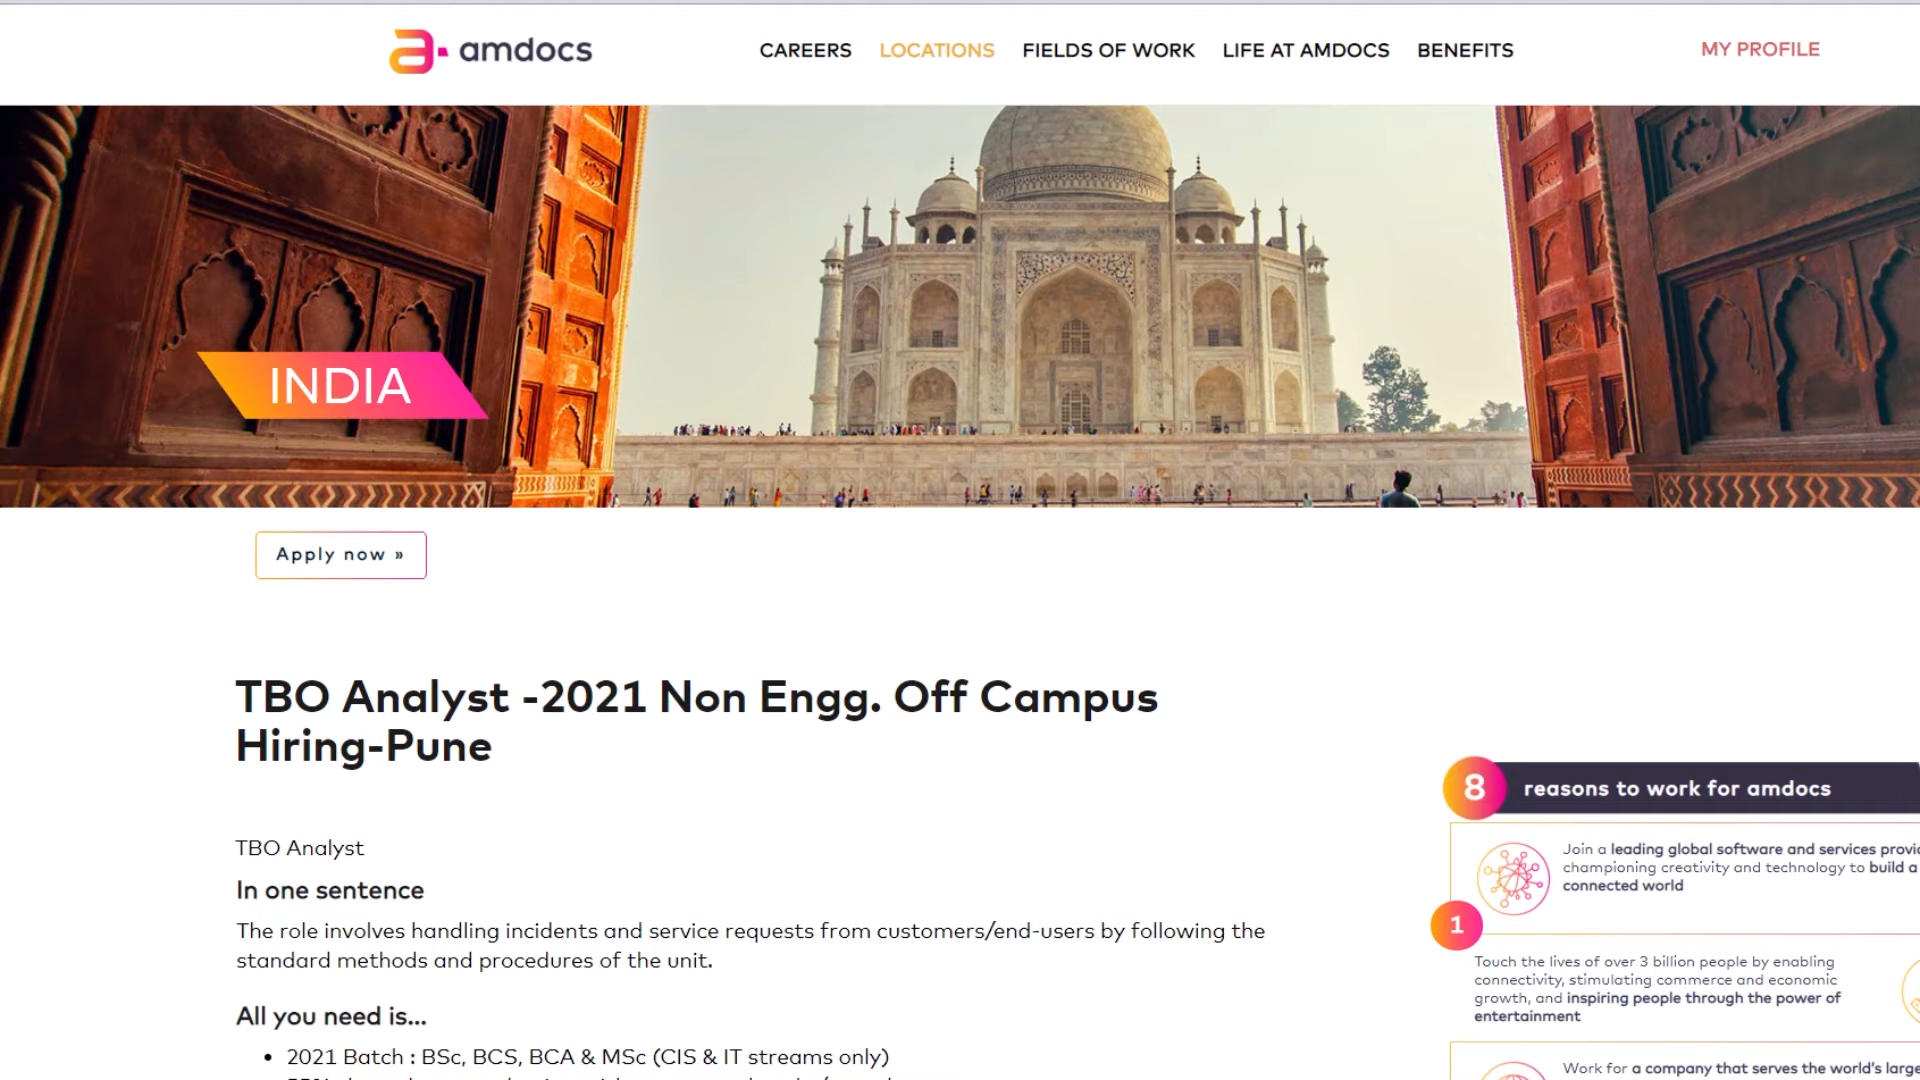 amdocs
CAREERS LOCATIONS FIELDS OF WORK LIFE AT AMDOCS BENEFITS MY PROFILE
INDIA
Apply now »
TBO Analyst -2021 Non Engg. Off Campus
Hiring-Pune
TBO Analyst
In one sentence
The role involves handling incidents and service requests from customers/end-users by following the
standard methods and procedures of the unit.
All you need is...
• 2021 Batch : BSc, BCS, BCA & MSc (CIS & IT streams only)
8 reasons to work for amdocs
Join a leading global software and services
championing creativity and technology to build a
connected world
1
Touch the lives of over 3 billion people by enabling
connectivity, stimulating commerce and economic
growth, and inspiring people through the power of
entertainment
Work for a company that serves the world's